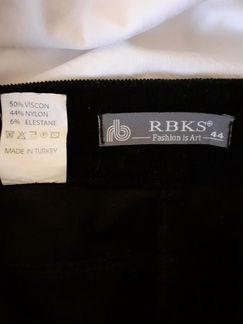 50% VISCON
44% NYLON
6% ELESTANE
MADE IN TURKEY
rb
RBKS®
Fashion is Art
44